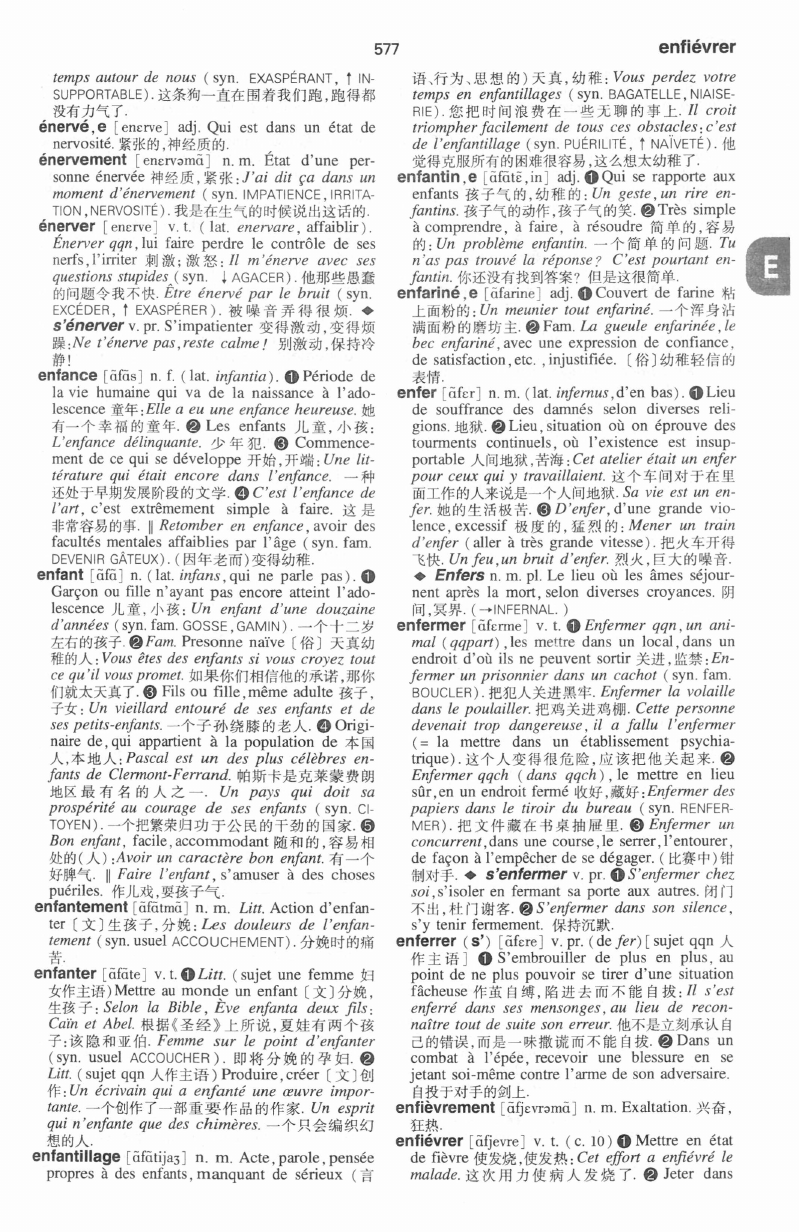 577
enfiévrer
temps autour de nous ( syn. EXASPÉRANT, ↑ IN-
SUPPORTABLE). 这条狗一直在围着我们跑,跑得都
没有力气了.
énervé,e [enɛrve] adj. Qui est dans un état de
nervosité. 紧张的,神经质的.
énervement [enɛrvəmɑ̃] n. m. État d'une per-
sonne énervée 神经质,紧张:J'ai dit ça dans un
moment d'énervement (syn. IMPATIENCE, IRRITA-
TION, NERVOSITÉ). 我是在生气的时候说出这话的.
énerver [enerve] v. t. ( lat. enervare, affaiblir).
Énerver qqn, lui faire perdre le contrôle de ses
nerfs, l'irriter 刺激; 激怒: Il m'énerve avec ses
questions stupides (syn. ↓ AGACER). 他那些愚蠢
的问题令我不快. Être énervé par le bruit (syn.
EXCÉDER, ↑ EXASPÉRER). 被噪音弄得很烦. ◆
s'énerver v. pr. S'impatienter 变得激动,变得烦
躁:Ne t'énerve pas, reste calme! 别激动,保持冷
静!
enfance [ɑ̃fɑ̃s] n. f. ( lat. infantia). ❶ Période de
la vie humaine qui va de la naissance à l'ado-
lescence 童年:Elle a eu une enfance heureuse. 她
有一个幸福的童年. ❷ Les enfants 儿童, 小孩:
L'enfance délinquante. 少年犯. ❸ Commence-
ment de ce qui se développe 开始,开端: Une lit-
térature qui était encore dans l'enfance. 一种
还处于早期发展阶段的文学. ❹ C'est l'enfance de
l'art, c'est extrêmement simple à faire. 这是
非常容易的事. ‖ Retomber en enfance, avoir des
facultés mentales affaiblies par l'âge (syn. fam.
DEVENIR GÂTEUX). (因年老而)变得幼稚.
enfant [ɑ̃fɑ̃] n. (lat. infans, qui ne parle pas). ❶
Garçon ou fille n'ayant pas encore atteint l'ado-
lescence 儿童, 小孩: Un enfant d'une douzaine
d'années (syn. fam. GOSSE, GAMIN). 一个十二岁
左右的孩子. ❷ Fam. Presonne naïve〔俗〕天真幼
稚的人:Vous êtes des enfants si vous croyez tout
ce qu'il vous promet. 如果你们相信他的承诺,那你
们就太天真了. ❸ Fils ou fille, même adulte 孩子,
子女: Un vieillard entouré de ses enfants et de
ses petits-enfants. 一个子孙绕膝的老人. ❹ Origi-
naire de, qui appartient à la population de 本国
人,本地人:Pascal est un des plus célèbres en-
fants de Clermont-Ferrand. 帕斯卡是克莱蒙费朗
地区最有名的人之一. Un pays qui doit sa
prospérité au courage de ses enfants (syn. CI-
TOYEN). 一个把繁荣归功于公民的干劲的国家. ❺
Bon enfant, facile, accommodant 随和的, 容易相
处的(人):Avoir un caractère bon enfant. 有一个
好脾气. ‖ Faire l'enfant, s'amuser à des choses
puériles. 作儿戏,耍孩子气.
enfantement [ɑ̃fɑ̃tmɑ̃] n. m. Litt. Action d'enfan-
ter〔文〕生孩子,分娩: Les douleurs de l'enfan-
tement (syn. usuel ACCOUCHEMENT). 分娩时的痛
苦.
enfanter [ɑ̃fɑ̃te] v. t. ❶ Litt. (sujet une femme 妇
女作主语) Mettre au monde un enfant〔文〕分娩,
生孩子: Selon la Bible, Ève enfanta deux fils:
Caïn et Abel. 根据《圣经》上所说,夏娃有两个孩
子:该隐和亚伯. Femme sur le point d'enfanter
(syn. usuel ACCOUCHER). 即将分娩的孕妇. ❷
Litt. (sujet qqn 人作主语) Produire, créer〔文〕创
作:Un écrivain qui a enfanté une œuvre impor-
tante. 一个创作了一部重要作品的作家. Un esprit
qui n'enfante que des chimères. 一个只会编织幻
想的人.
enfantillage [ɑ̃fɑ̃tijaʒ] n. m. Acte, parole, pensée
propres à des enfants, manquant de sérieux (言
语、行为、思想的)天真,幼稚: Vous perdez votre
temps en enfantillages (syn. BAGATELLE, NIAISE-
RIE). 您把时间浪费在一些无聊的事上. Il croit
triompher facilement de tous ces obstacles; c'est
de l'enfantillage (syn. PUÉRILITÉ, ↑ NAÏVETÉ). 他
觉得克服所有的困难很容易,这么想太幼稚了.
enfantin,e [ɑ̃fɑ̃tɛ̃, in] adj. ❶ Qui se rapporte aux
enfants 孩子气的,幼稚的: Un geste, un rire en-
fantins. 孩子气的动作,孩子气的笑. ❷ Très simple
à comprendre, à faire, à résoudre 简单的,容易
的: Un problème enfantin. 一个简单的问题. Tu
n'as pas trouvé la réponse? C'est pourtant en-
fantin. 你还没有找到答案? 但是这很简单.
enfariné,e [ɑ̃farine] adj. ❶ Couvert de farine 粘
上面粉的: Un meunier tout enfariné. 一个浑身沾
满面粉的磨坊主. ❷ Fam. La gueule enfarinée, le
bec enfariné, avec une expression de confiance,
de satisfaction, etc., injustifiée.〔俗〕幼稚轻信的
表情.
enfer [ɑ̃fɛr] n. m. (lat. infernus, d'en bas). ❶ Lieu
de souffrance des damnés selon diverses reli-
gions. 地狱. ❷ Lieu, situation où on éprouve des
tourments continuels, où l'existence est insup-
portable 人间地狱,苦海: Cet atelier était un enfer
pour ceux qui y travaillaient. 这个车间对于在里
面工作的人来说是一个人间地狱. Sa vie est un en-
fer. 她的生活极苦. ❸ D'enfer, d'une grande vio-
lence, excessif 极度的, 猛烈的: Mener un train
d'enfer (aller à très grande vitesse). 把火车开得
飞快. Un feu, un bruit d'enfer. 烈火,巨大的噪音.
◆ Enfers n. m. pl. Le lieu où les âmes séjour-
nent après la mort, selon diverses croyances. 阴
间,冥界. (→INFERNAL.)
enfermer [ɑ̃fɛrme] v. t. ❶ Enfermer qqn, un ani-
mal (qqpart), les mettre dans un local, dans un
endroit d'où ils ne peuvent sortir 关进,监禁:En-
fermer un prisonnier dans un cachot (syn. fam.
BOUCLER). 把犯人关进黑牢. Enfermer la volaille
dans le poulailler. 把鸡关进鸡棚. Cette personne
devenait trop dangereuse, il a fallu l'enfermer
(= la mettre dans un établissement psychia-
trique). 这个人变得很危险,应该把他关起来. ❷
Enfermer qqch (dans qqch), le mettre en lieu
sûr, en un endroit fermé 收好,藏好:Enfermer des
papiers dans le tiroir du bureau (syn. RENFER-
MER). 把文件藏在书桌抽屉里. ❸ Enfermer un
concurrent, dans une course, le serrer, l'entourer,
de façon à l'empêcher de se dégager. (比赛中)钳
制对手. ◆ s'enfermer v. pr. ❶ S'enfermer chez
soi, s'isoler en fermant sa porte aux autres. 闭门
不出,杜门谢客. ❷ S'enfermer dans son silence,
s'y tenir fermement. 保持沉默.
enferrer (s') [ɑ̃fere] v. pr. (de fer) [sujet qqn 人
作主语] ❶ S'embrouiller de plus en plus, au
point de ne plus pouvoir se tirer d'une situation
fâcheuse 作茧自缚,陷进去而不能自拔: Il s'est
enferré dans ses mensonges, au lieu de recon-
naître tout de suite son erreur. 他不是立刻承认自
己的错误,而是一味撒谎而不能自拔. ❷ Dans un
combat à l'épée, recevoir une blessure en se
jetant soi-même contre l'arme de son adversaire.
自投于对手的剑上.
enfièvrement [ɑ̃fjɛvrəmɑ̃] n. m. Exaltation. 兴奋,
狂热.
enfiévrer [ɑ̃fjevre] v. t. (c. 10) ❶ Mettre en état
de fièvre 使发烧,使发热:Cet effort a enfiévré le
malade. 这次用力使病人发烧了. ❷ Jeter dans
E